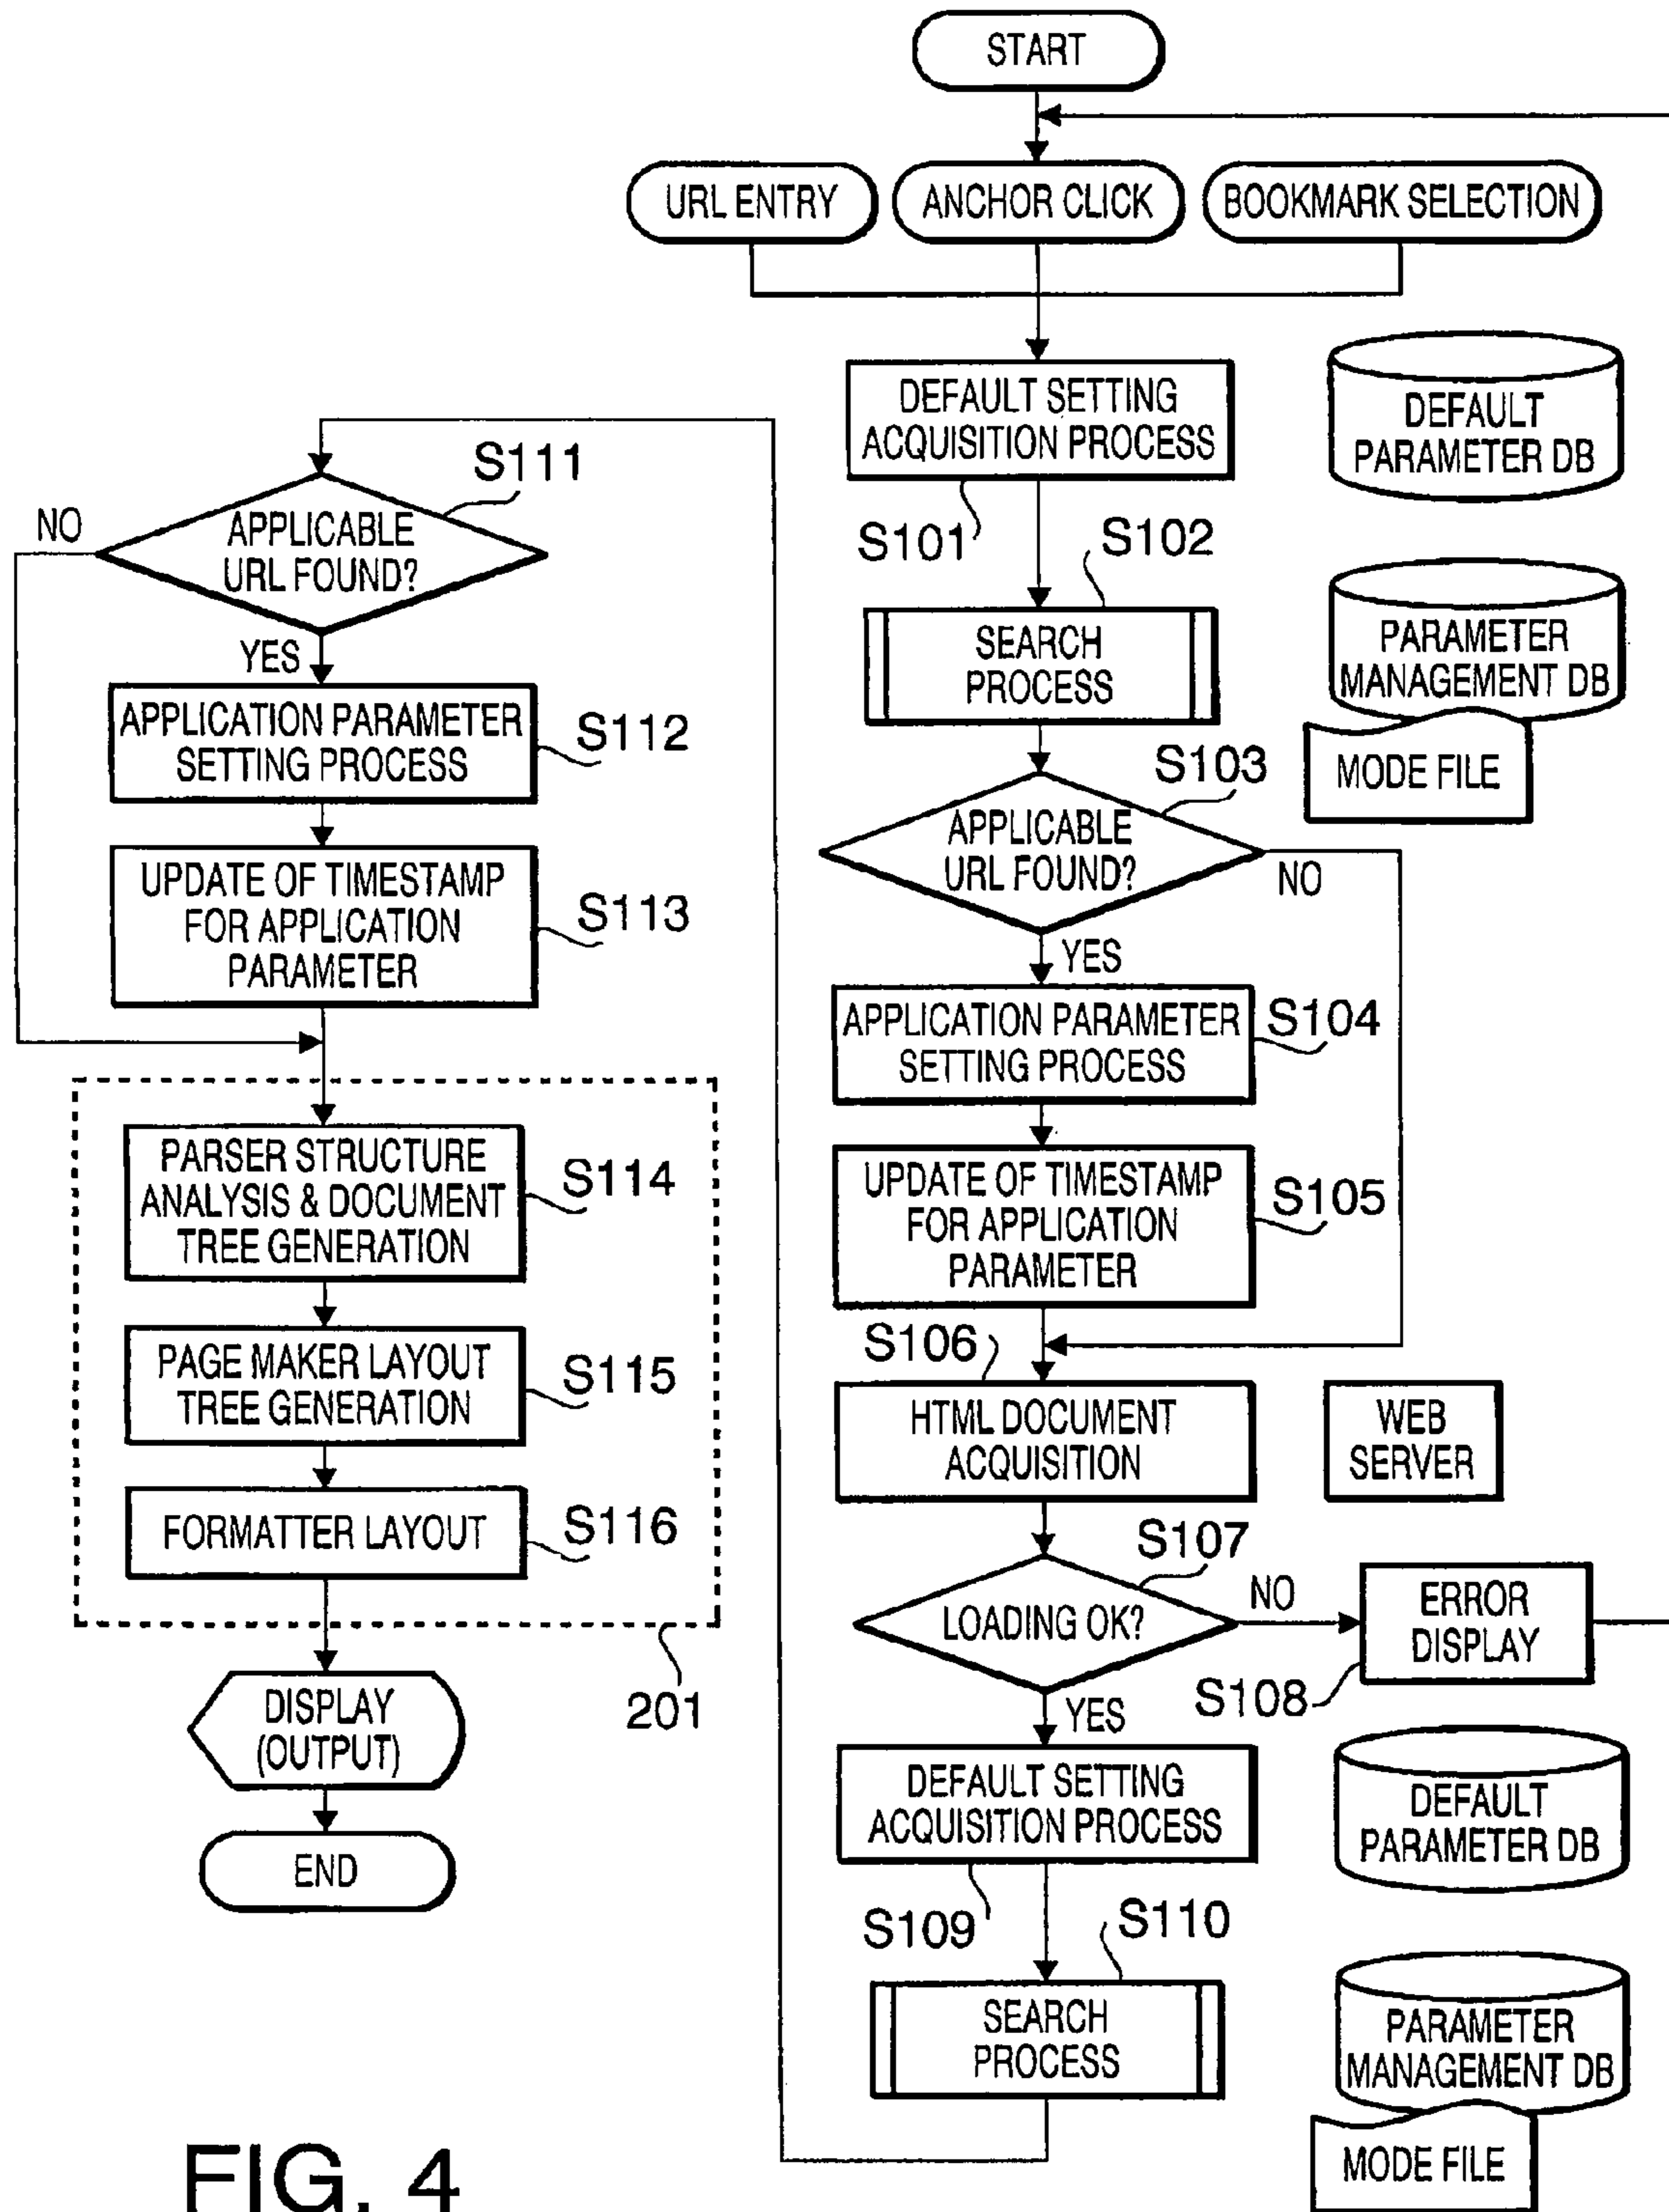 START
URL ENTRY
ANCHOR CLICK
BOOKMARK SELECTION
DEFAULT SETTING
ACQUISITION PROCESS
S101
DEFAULT
PARAMETER DB
S102
SEARCH
PROCESS
PARAMETER
MANAGEMENT DB
MODE FILE
S103
APPLICABLE
URL FOUND?
NO
YES
APPLICATION PARAMETER
SETTING PROCESS
S104
UPDATE OF TIMESTAMP
FOR APPLICATION
PARAMETER
S105
S106
HTML DOCUMENT
ACQUISITION
WEB
SERVER
S107
LOADING OK?
NO
ERROR
DISPLAY
S108
YES
DEFAULT SETTING
ACQUISITION PROCESS
S109
DEFAULT
PARAMETER DB
S110
SEARCH
PROCESS
PARAMETER
MANAGEMENT DB
MODE FILE
S111
APPLICABLE
URL FOUND?
NO
YES
APPLICATION PARAMETER
SETTING PROCESS
S112
UPDATE OF TIMESTAMP
FOR APPLICATION
PARAMETER
S113
PARSER STRUCTURE
ANALYSIS & DOCUMENT
TREE GENERATION
S114
PAGE MAKER LAYOUT
TREE GENERATION
S115
FORMATTER LAYOUT
S116
201
DISPLAY
(OUTPUT)
END
FIG. 4